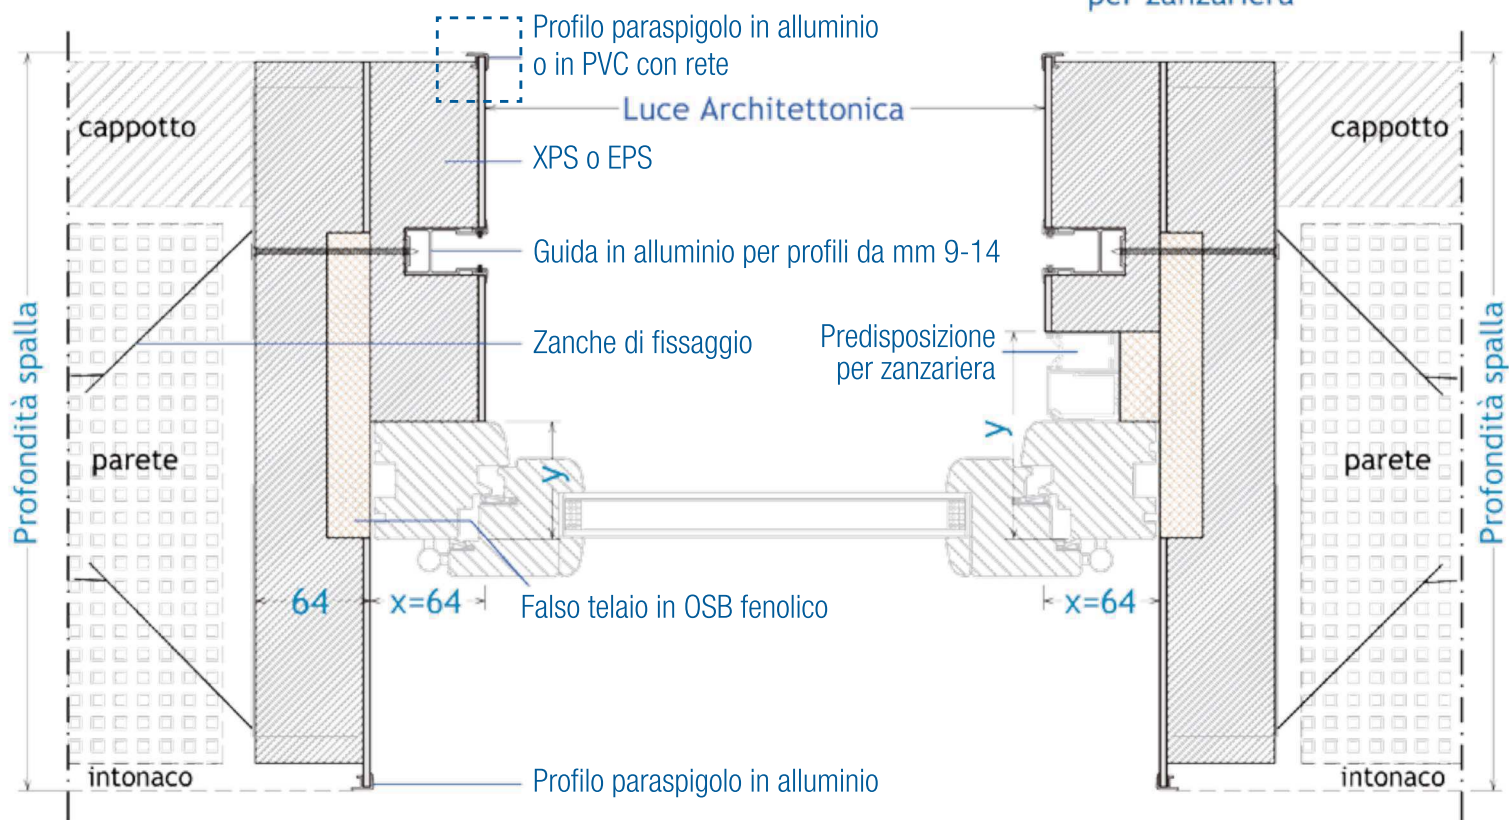 per zanzariera
Profilo paraspigolo in alluminio
o in PVC con rete
Luce Architettonica
cappotto
cappotto
XPS o EPS
Guida in alluminio per profili da mm 9-14
Zanche di fissaggio
Predisposizione
per zanzariera
Profondità spalla
Profondità spalla
parete
parete
y
y
64
x=64
x=64
Falso telaio in OSB fenolico
intonaco
Profilo paraspigolo in alluminio
intonaco